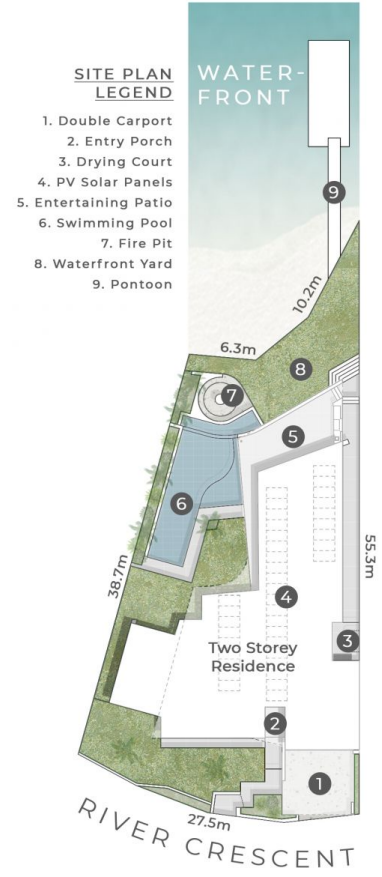 SITE PLAN
LEGEND
1. Double Carport
2. Entry Porch
3. Drying Court
4. PV Solar Panels
5. Entertaining Patio
6. Swimming Pool
7. Fire Pit
8. Waterfront Yard
9. Pontoon
WATER-
FRONT
9
10.2m
6.3m
8
7
5
6
55.3m
38.7m
4
3
Two Storey
Residence
2
1
27.5m
RIVER CRESCENT